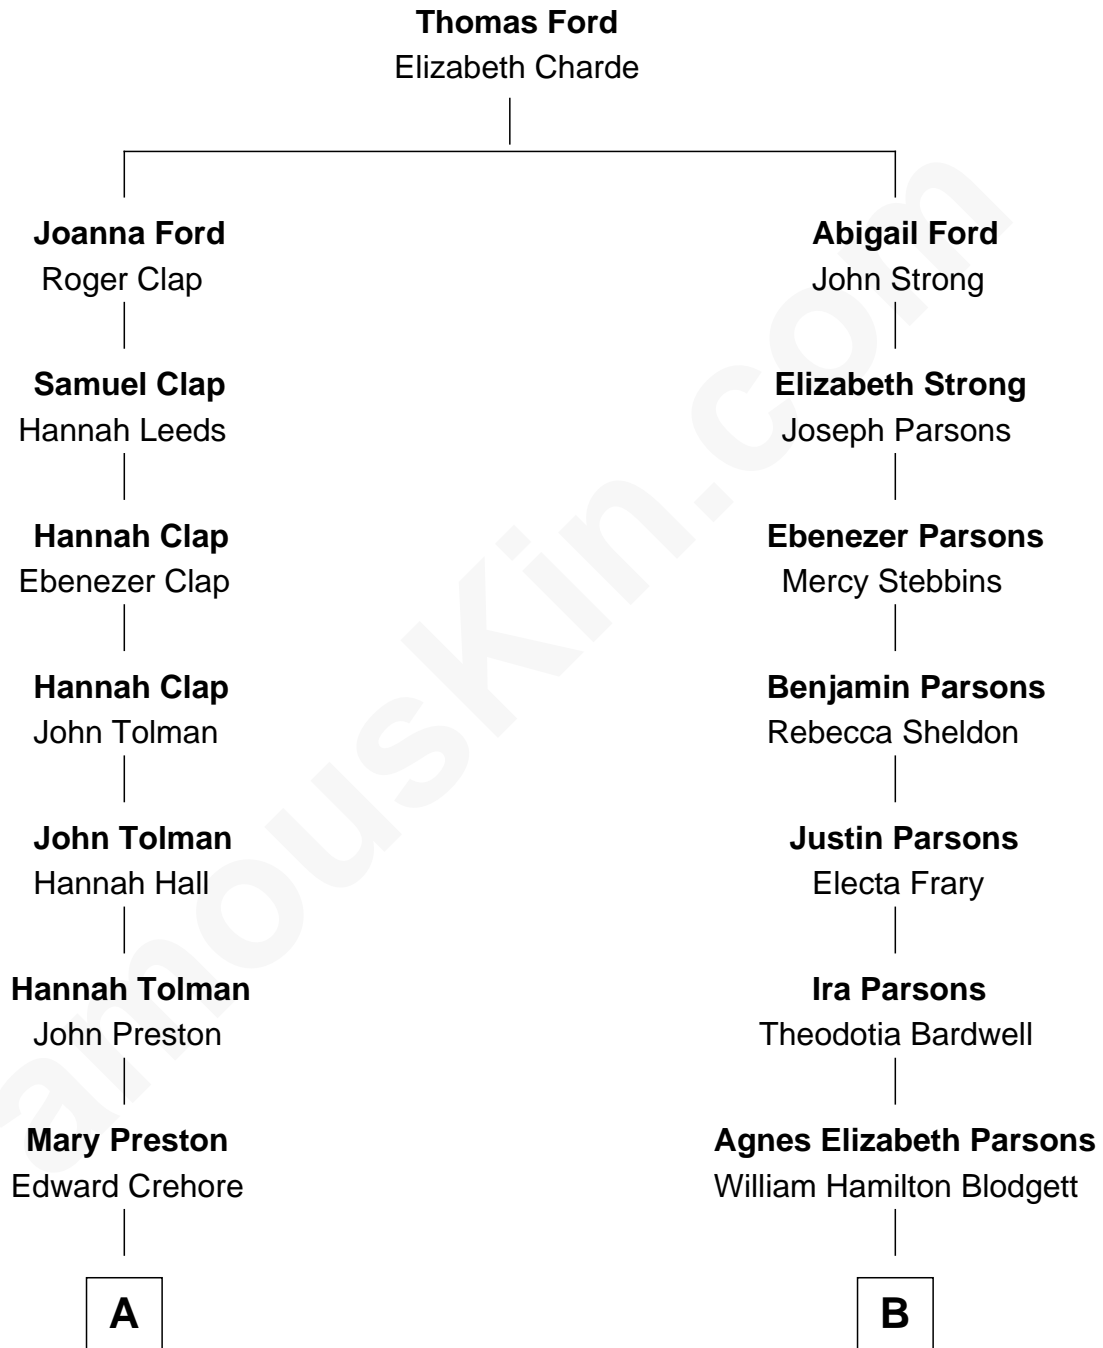 Thomas Ford
Elizabeth Charde
Joanna Ford
Roger Clap
Samuel Clap
Hannah Leeds
Hannah Clap
Ebenezer Clap
Hannah Clap
John Tolman
John Tolman
Hannah Hall
Hannah Tolman
John Preston
Mary Preston
Edward Crehore
A
Abigail Ford
John Strong
Elizabeth Strong
Joseph Parsons
Ebenezer Parsons
Mercy Stebbins
Benjamin Parsons
Rebecca Sheldon
Justin Parsons
Electa Frary
Ira Parsons
Theodotia Bardwell
Agnes Elizabeth Parsons
William Hamilton Blodgett
B
amousKin.com